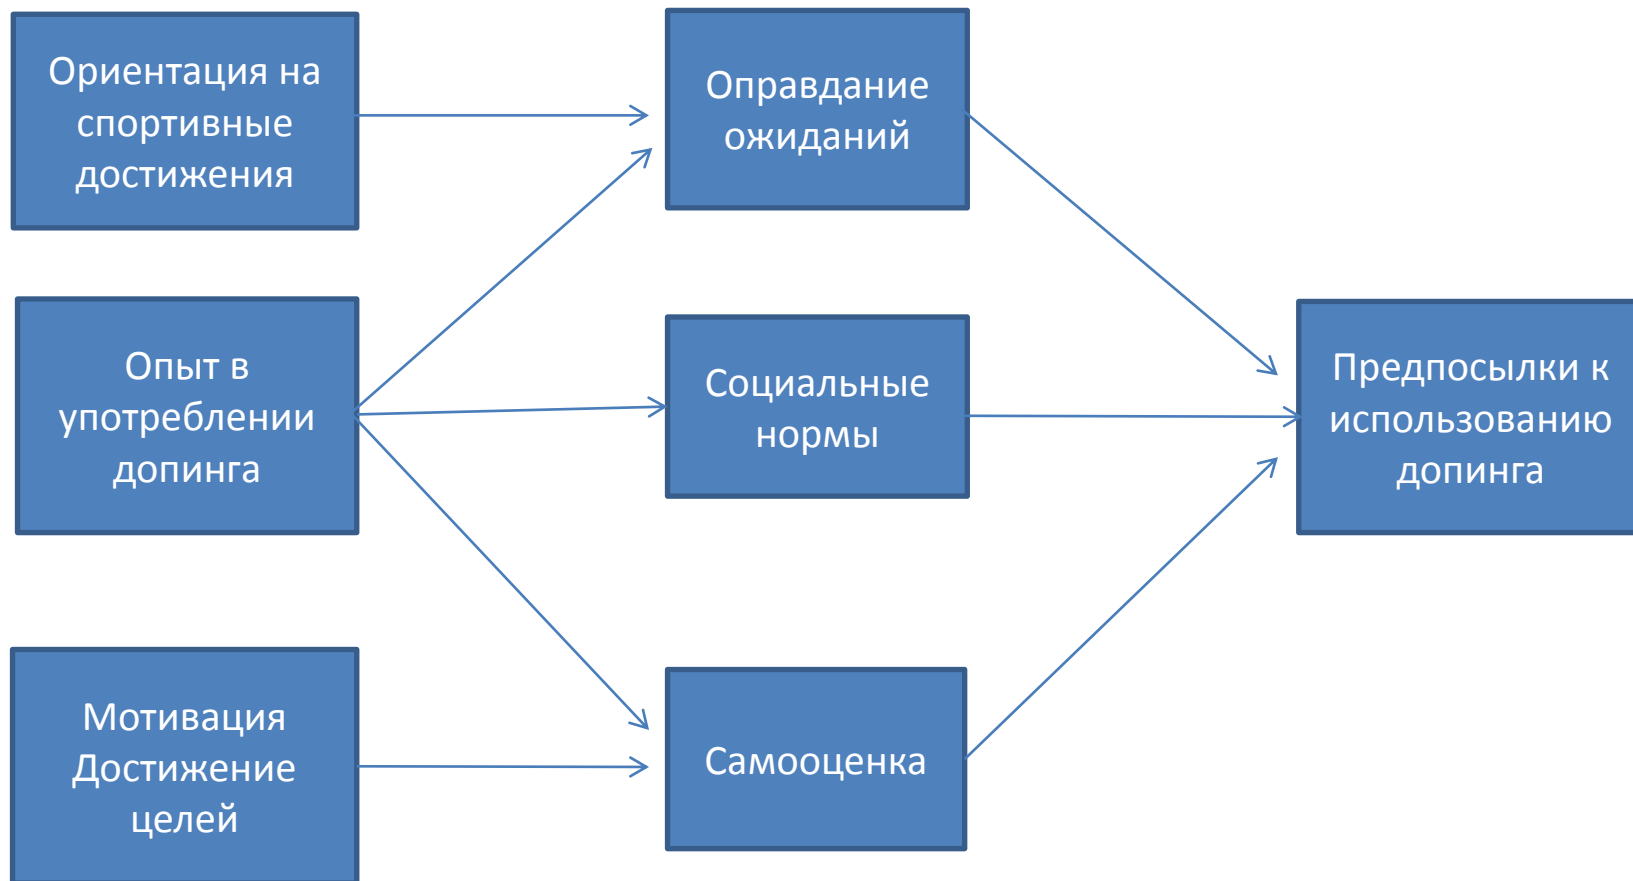 Ориентация на
спортивные
достижения
Оправдание
ожиданий
Опыт в
употреблении
допинга
Социальные
нормы
Предпосылки к
использованию
допинга
Мотивация
Достижение
целей
Самооценка